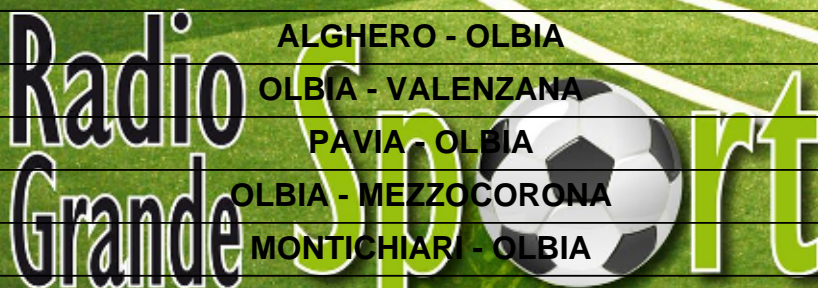 Radio
Grande
Sport
ALGHERO - OLBIA
OLBIA - VALENZANA
PAVIA - OLBIA
OLBIA - MEZZOCORONA
MONTICHIARI - OLBIA